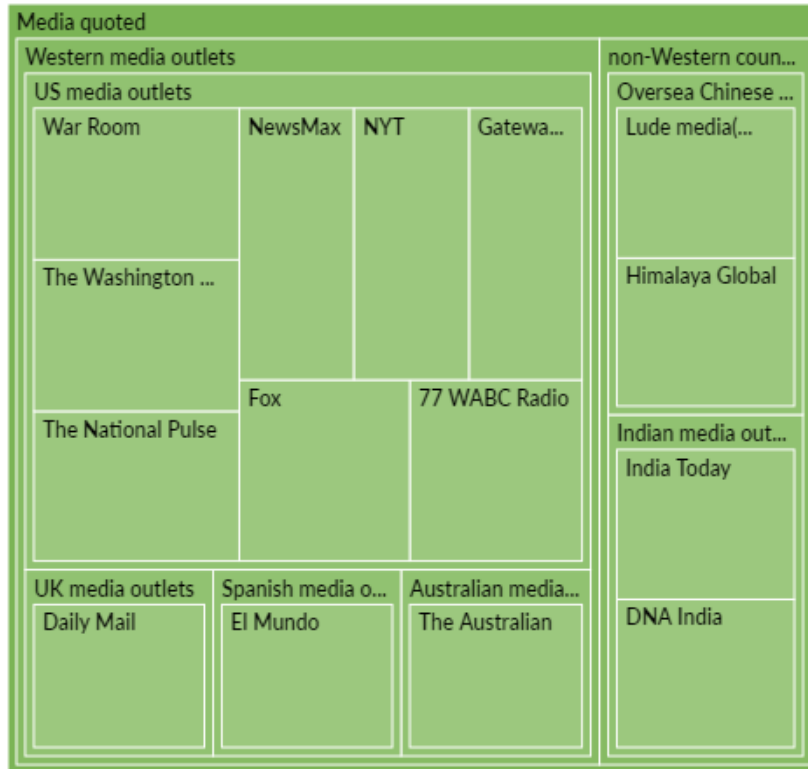 Media quoted
Western media outlets
US media outlets
War Room
The Washington ...
The National Pulse
NewsMax
NYT
Gatewa...
Fox
77 WABC Radio
UK media outlets
Daily Mail
Spanish media o...
El Mundo
Australian media...
The Australian
non-Western coun...
Oversea Chinese ...
Lude media(...
Himalaya Global
Indian media out...
India Today
DNA India